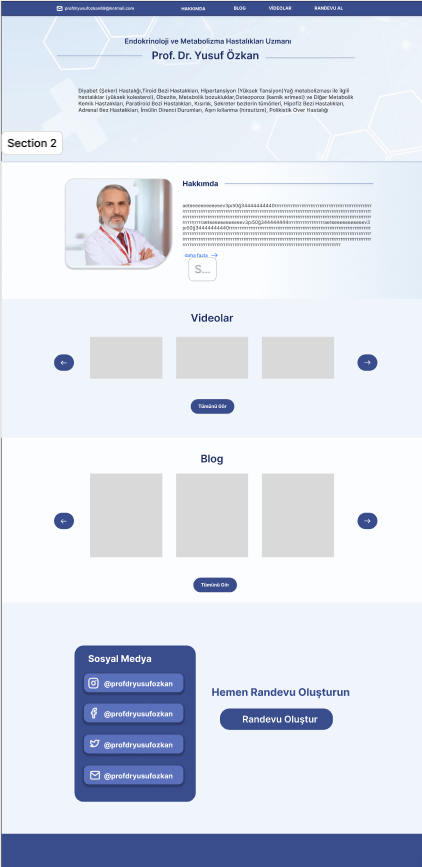 profdryusufozkan69@hotmail.com HAKKIMDA BLOG VİDEOLAR RANDEVU AL
Endokrinoloji ve Metabolizma Hastalıkları Uzmanı
Prof. Dr. Yusuf Özkan
Diyabet (Şeker) Hastalığı,Tiroid Bezi Hastalıkları, Hipertansiyon (Yüksek Tansiyon)Yağ metabolizması ile ilgili
hastalıklar (yüksek kolesterol), Obezite, Metabolik bozukluklar,Osteoporoz (kemik erimesi) ve Diğer Metabolik
Kemik Hastalıkları, Paratiroid Bezi Hastalıkları, Kısırlık, Sekreter bezlerin tümörleri, Hipofiz Bezi Hastalıkları,
Adrenal Bez Hastalıkları, İmsülin Direnci Durumları, Aşırı kıllanma (hirsutizm), Polikistik Over Hastalığı
Section 2
Hakkımda
daha fazla →
S...
Videolar
← →
Tümünü Gör
Blog
← →
Tümünü Gör
Sosyal Medya
@profdryusufozkan
@profdryusufozkan
@profdryusufozkan
@profdryusufozkan
Hemen Randevu Oluşturun
Randevu Oluştur